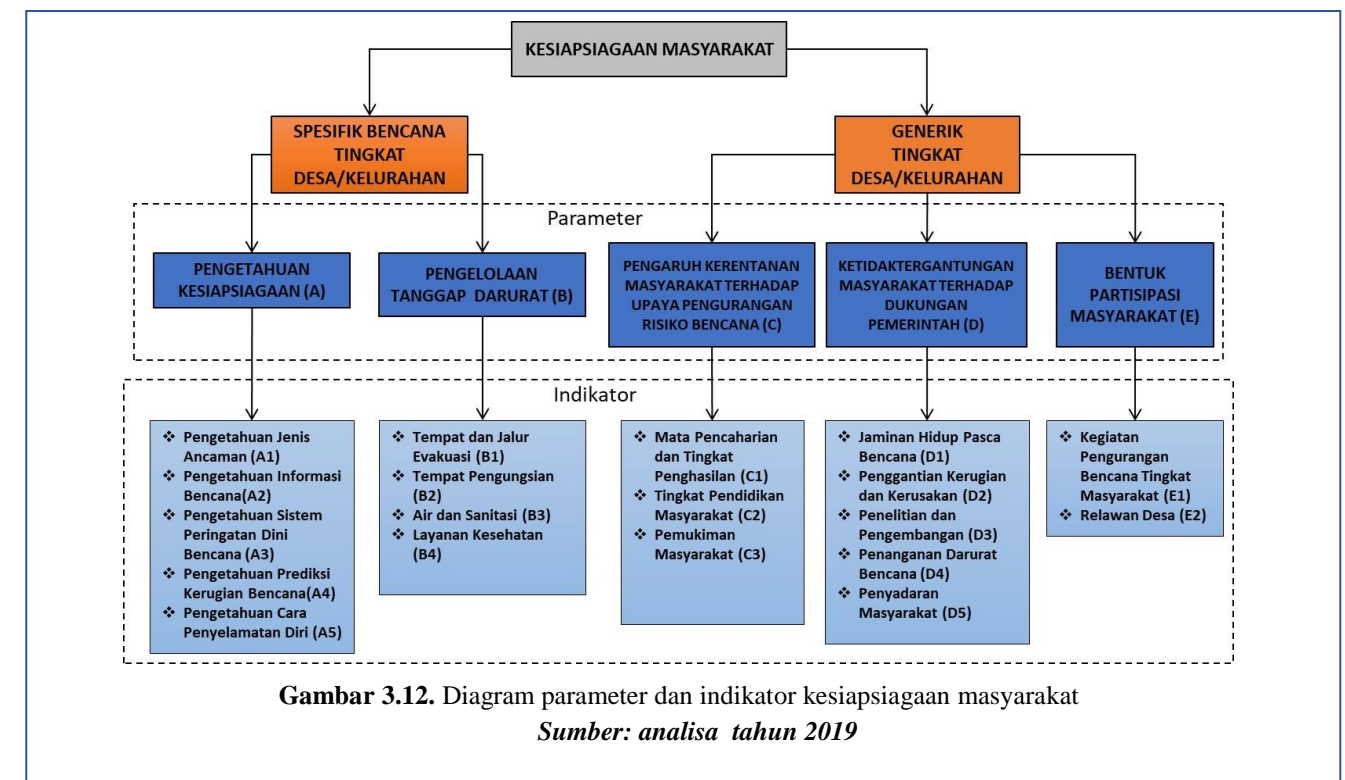 KESIAPSIAGAAN MASYARAKAT
SPESIFIK BENCANA
TINGKAT
DESA/KELURAHAN
GENERIK
TINGKAT
DESA/KELURAHAN
Parameter
PENGETAHUAN
KESIAPSIAGAAN (A)
PENGELOLAAN
TANGGAP DARURAT (B)
PENGARUH KERENTANAN
MASYARAKAT TERHADAP
UPAYA PENGURANGAN
RISIKO BENCANA (C)
KETIDAKTERGANTUNGAN
MASYARAKAT TERHADAP
DUKUNGAN
PEMERINTAH (D)
BENTUK
PARTISIPASI
MASYARAKAT (E)
Indikator
❖ Pengetahuan Jenis
Ancaman (A1)
❖ Pengetahuan Informasi
Bencana(A2)
❖ Pengetahuan Sistem
Peringatan Dini
Bencana (A3)
❖ Pengetahuan Prediksi
Kerugian Bencana(A4)
❖ Pengetahuan Cara
Penyelamatan Diri (A5)
❖ Tempat dan Jalur
Evakuasi (B1)
❖ Tempat Pengungsian
(B2)
❖ Air dan Sanitasi (B3)
❖ Layanan Kesehatan
(B4)
❖ Mata Pencaharian
dan Tingkat
Penghasilan (C1)
❖ Tingkat Pendidikan
Masyarakat (C2)
❖ Pemukiman
Masyarakat (C3)
❖ Jaminan Hidup Pasca
Bencana (D1)
❖ Penggantian Kerugian
dan Kerusakan (D2)
❖ Penelitian dan
Pengembangan (D3)
❖ Penanganan Darurat
Bencana (D4)
❖ Penyadaran
Masyarakat (D5)
❖ Kegiatan
Pengurangan
Bencana Tingkat
Masyarakat (E1)
❖ Relawan Desa (E2)
Gambar 3.12. Diagram parameter dan indikator kesiapsiagaan masyarakat
Sumber: analisa tahun 2019